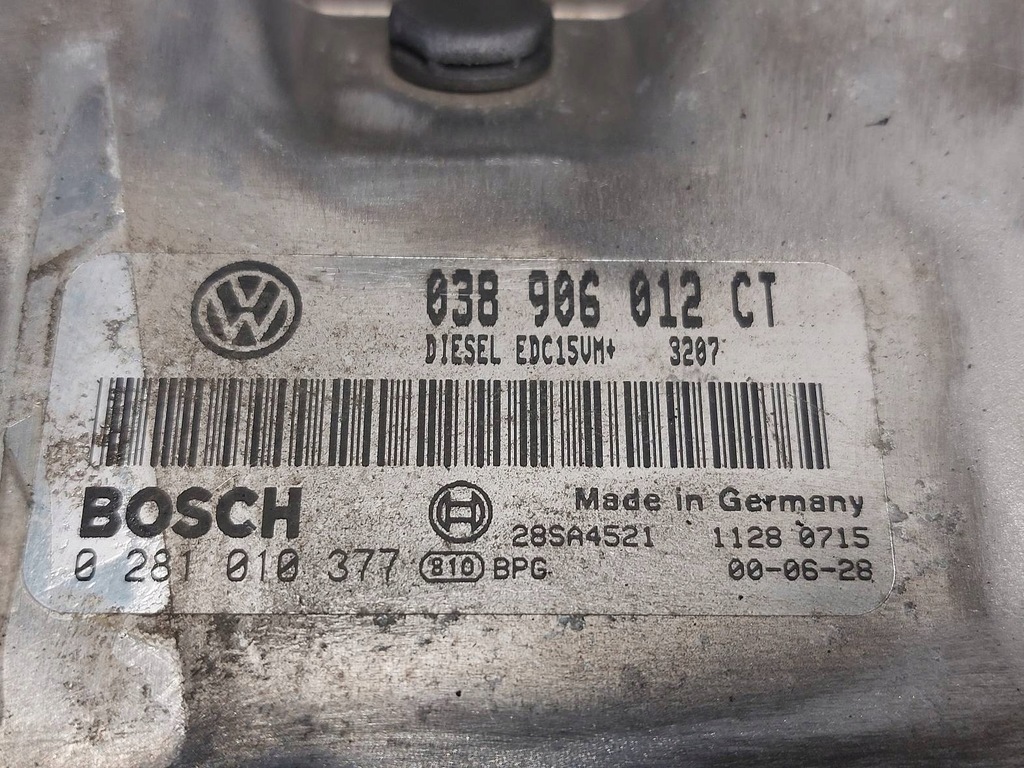 038 906 012 CT
DIESEL EDC15VM+ 3207
BOSCH
Made in Germany
28SA4521 1128 0715
0 281 010 377 810 BPG 00-06-28